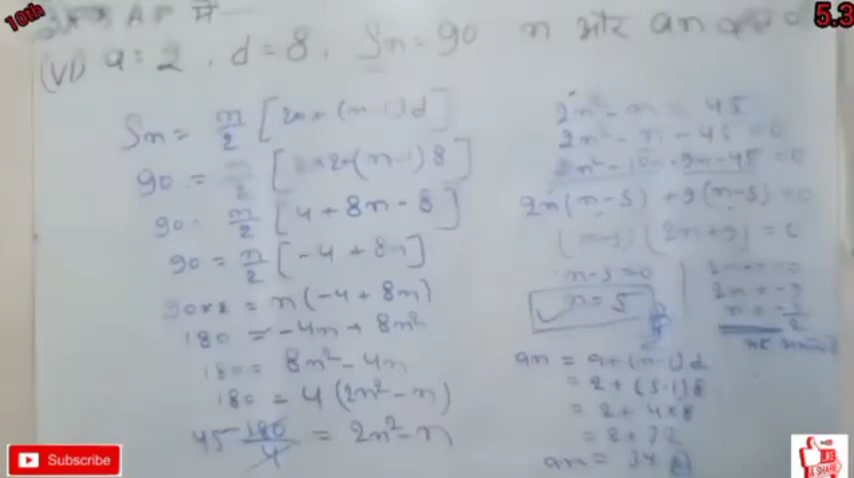 10th
5.3
AP में
(VI) a = 2, d = 8, Sn = 90 n और an
Sn = n/2 [2a + (n-1)d]
90 = n/2 [2×2+(n-1)8]
90 = n/2 [4 + 8n - 8]
90 = n/2 [-4 + 8n]
90×2 = n(-4 + 8n)
180 = -4n + 8n²
180 = 8n² - 4n
180 = 4(2n² - n)
45 180/4 = 2n² - n
2n² - n = 45
2n² - n - 45 = 0
2n² - 10n + 9n - 45 = 0
2n(n-5) + 9(n-5) = 0
(n-5) (2n+9) = 0
n-5 = 0
n = 5
2n = -9
n = -9/2
an = a + (n-1)d
= 2 + (5-1)8
= 2 + 4×8
= 2 + 32
an = 34
Subscribe
LIKE
& SHARE